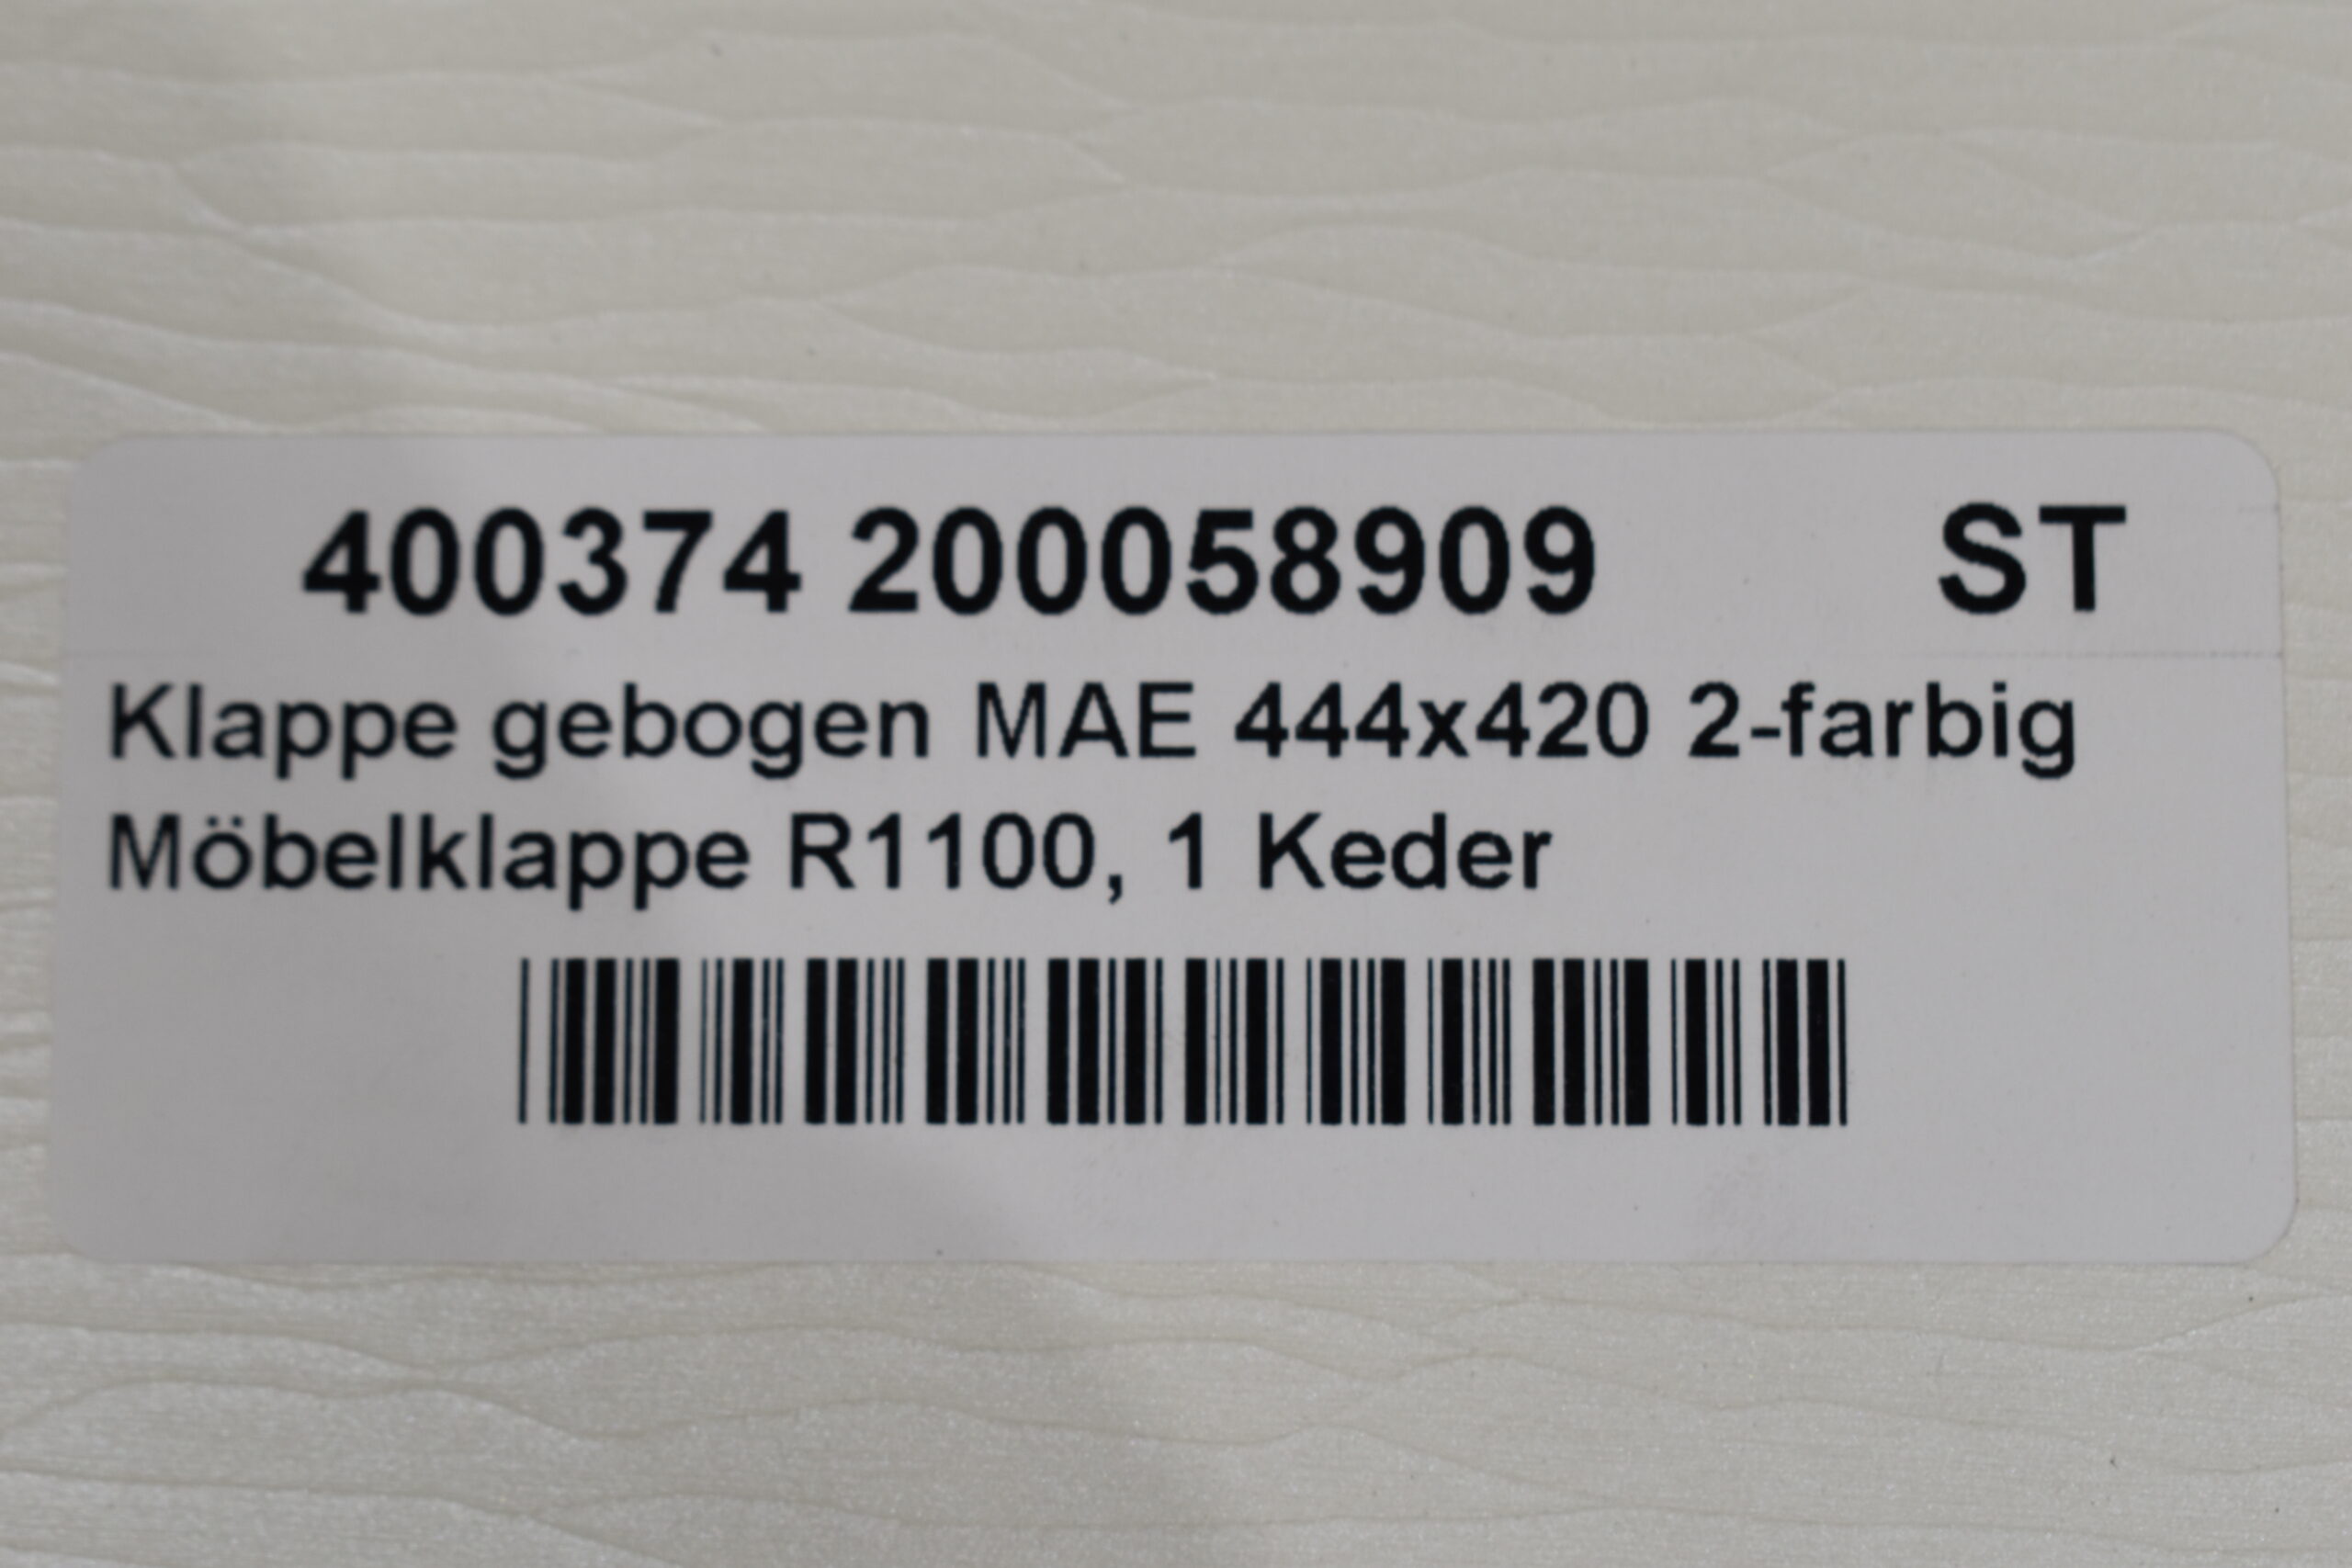 400374 200058909 ST
Klappe gebogen MAE 444x420 2-farbig
Möbelklappe R1100, 1 Keder